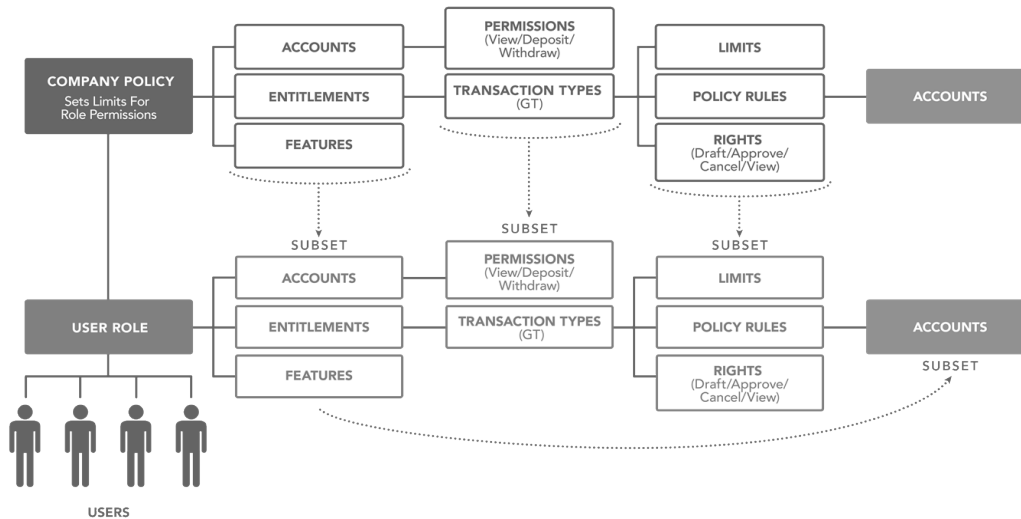 COMPANY POLICY
Sets Limits For
Role Permissions
ACCOUNTS
ENTITLEMENTS
FEATURES
PERMISSIONS
(View/Deposit/
Withdraw)
TRANSACTION TYPES
(GT)
LIMITS
POLICY RULES
RIGHTS
(Draft/Approve/
Cancel/View)
ACCOUNTS
SUBSET
SUBSET
SUBSET
USER ROLE
ACCOUNTS
ENTITLEMENTS
FEATURES
PERMISSIONS
(View/Deposit/
Withdraw)
TRANSACTION TYPES
(GT)
LIMITS
POLICY RULES
RIGHTS
(Draft/Approve/
Cancel/View)
ACCOUNTS
SUBSET
USERS